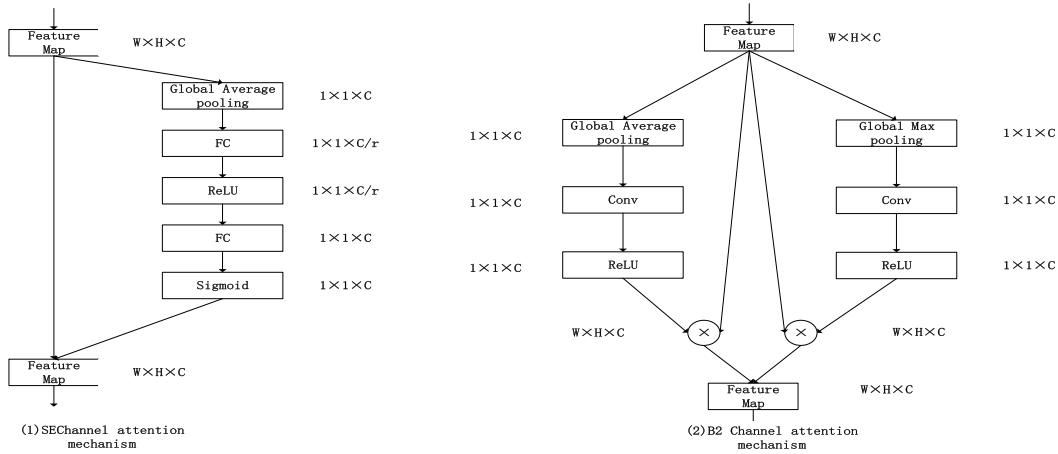 Feature
Map
W×H×C
Global Average
pooling
1×1×C
FC
1×1×C/r
ReLU
1×1×C/r
FC
1×1×C
Sigmoid
1×1×C
Feature
Map
W×H×C
(1)SEChannel attention
mechanism
Feature
Map
W×H×C
1×1×C
Global Average
pooling
Global Max
pooling
1×1×C
1×1×C
Conv
Conv
1×1×C
1×1×C
ReLU
ReLU
1×1×C
W×H×C
×
×
W×H×C
Feature
Map
W×H×C
(2)B2 Channel attention
mechanism